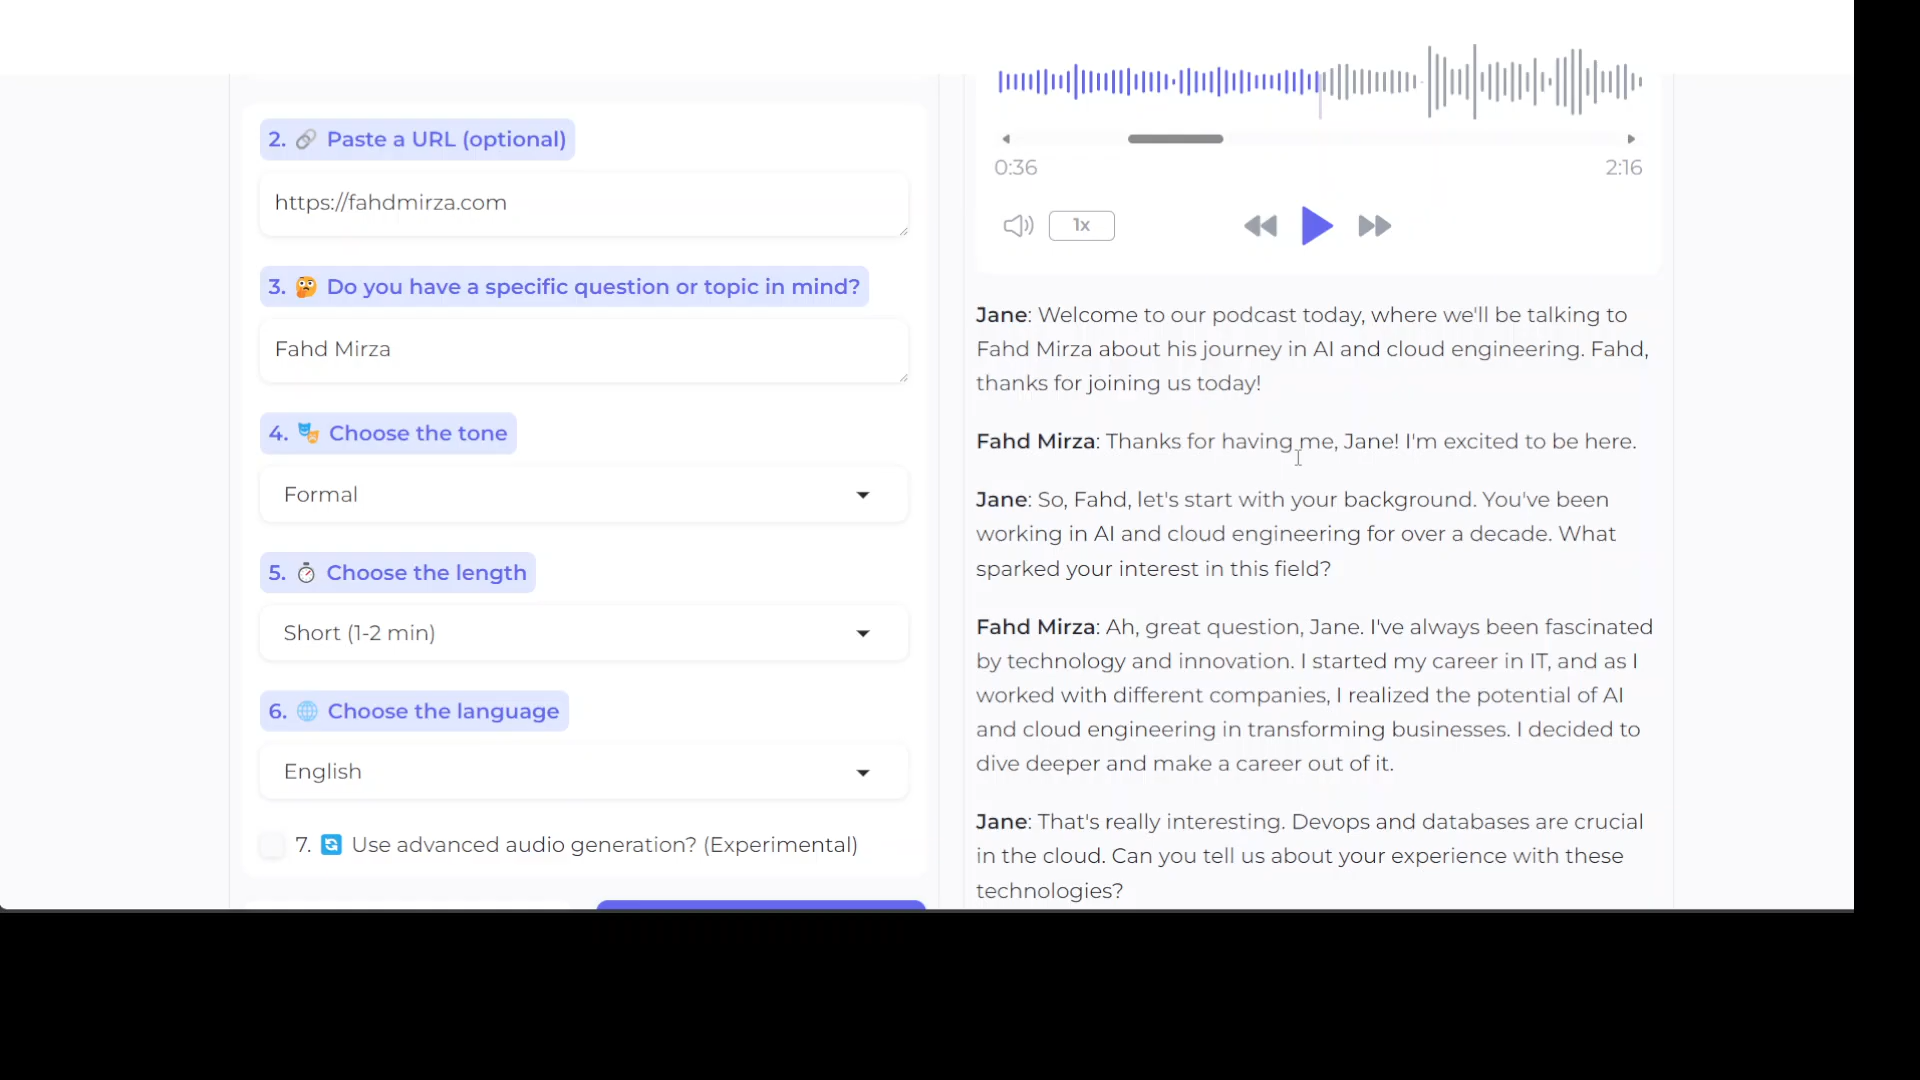 2. 🔗 Paste a URL (optional)
https://fahdmirza.com
3. 🤔 Do you have a specific question or topic in mind?
Fahd Mirza
4. 🎭 Choose the tone
Formal
5. ⏱ Choose the length
Short (1-2 min)
6. 🌐 Choose the language
English
7. 🔄 Use advanced audio generation? (Experimental)
0:36
2:16
1x
Jane: Welcome to our podcast today, where we'll be talking to
Fahd Mirza about his journey in AI and cloud engineering. Fahd,
thanks for joining us today!
Fahd Mirza: Thanks for having me, Jane! I'm excited to be here.
Jane: So, Fahd, let's start with your background. You've been
working in AI and cloud engineering for over a decade. What
sparked your interest in this field?
Fahd Mirza: Ah, great question, Jane. I've always been fascinated
by technology and innovation. I started my career in IT, and as I
worked with different companies, I realized the potential of AI
and cloud engineering in transforming businesses. I decided to
dive deeper and make a career out of it.
Jane: That's really interesting. Devops and databases are crucial
in the cloud. Can you tell us about your experience with these
technologies?